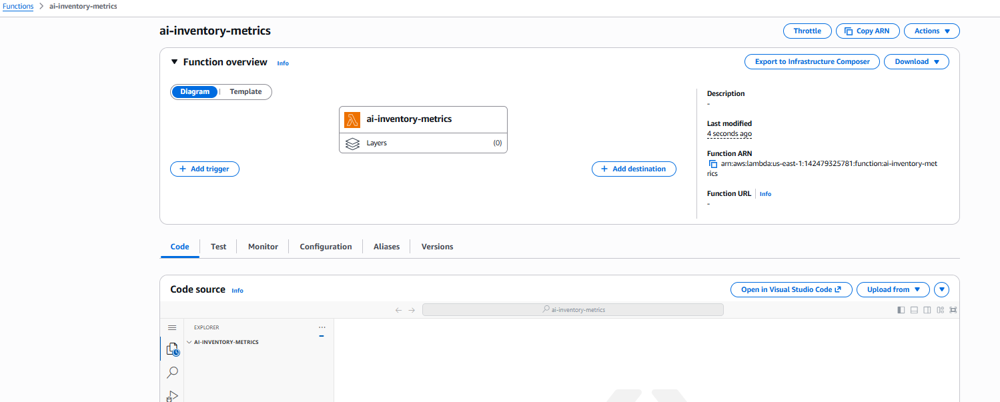 Functions > ai-inventory-metrics
ai-inventory-metrics
Throttle
Copy ARN
Actions
Function overview Info
Export to Infrastructure Composer
Download
Diagram | Template
ai-inventory-metrics
Layers (0)
+ Add trigger
+ Add destination
Description
-
Last modified
4 seconds ago
Function ARN
arn:aws:lambda:us-east-1:142479325781:function:ai-inventory-met
rics
Function URL Info
-
Code Test Monitor Configuration Aliases Versions
Code source Info
Open in Visual Studio Code
Upload from
ai-inventory-metrics
EXPLORER
AI-INVENTORY-METRICS